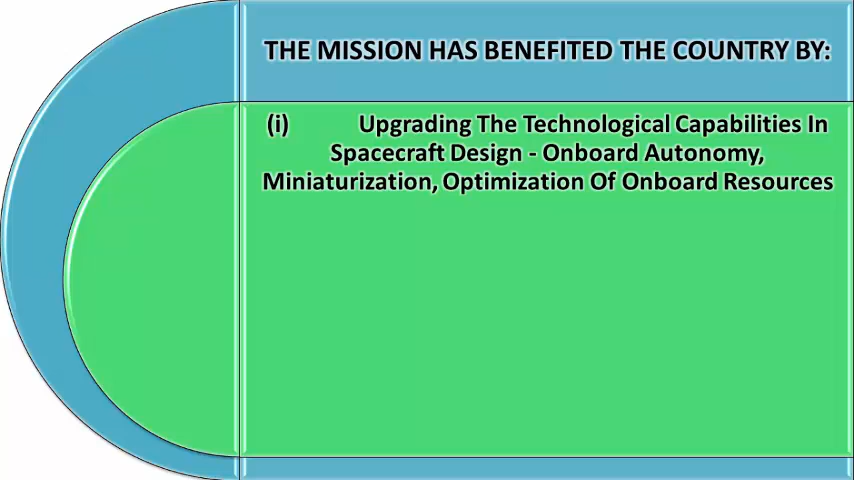 THE MISSION HAS BENEFITED THE COUNTRY BY:
(i) Upgrading The Technological Capabilities In
Spacecraft Design - Onboard Autonomy,
Miniaturization, Optimization Of Onboard Resources